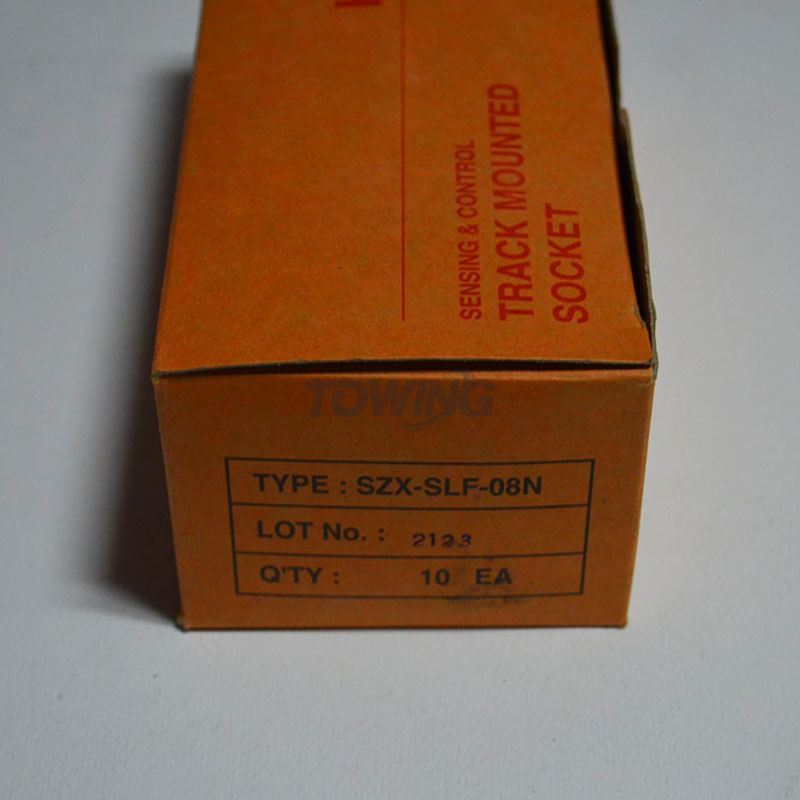 SENSING & CONTROL
TRACK MOUNTED
SOCKET
TOWING
TYPE : SZX-SLF-08N
LOT No. : 2123
Q'TY : 10 EA